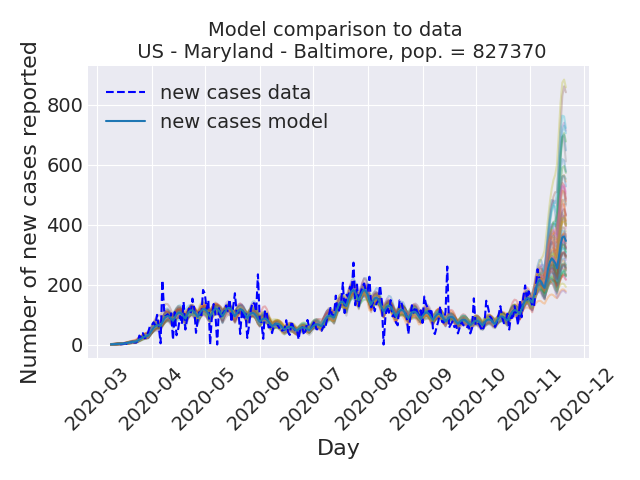 Model comparison to data
US - Maryland - Baltimore, pop. = 827370
Number of new cases reported
800
600
400
200
0
new cases data
new cases model
2020-03
2020-04
2020-05
2020-06
2020-07
2020-08
2020-09
2020-10
2020-11
2020-12
Day